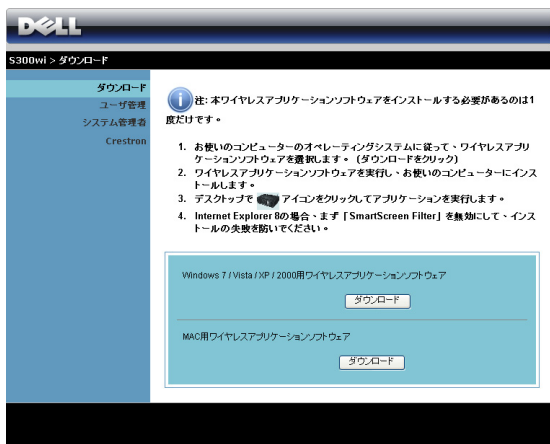 DELL
S300wi > ダウンロード
ダウンロード
ユーザ管理
システム管理者
Crestron
注: 本ワイヤレスアプリケーションソフトウェアをインストールする必要があるのは1
度だけです。
1. お使いのコンピューターのオペレーティングシステムに従って、ワイヤレスアプリ
ケーションソフトウェアを選択します。 (ダウンロードをクリック)
2. ワイヤレスアプリケーションソフトウェアを実行し、お使いのコンピューターにインス
トールします。
3. デスクトップで アイコンをクリックしてアプリケーションを実行します。
4. Internet Explorer 8の場合、まず「SmartScreen Filter」を無効にして、インス
トールの失敗を防いでください。
Windows 7 / Vista / XP / 2000用ワイヤレスアプリケーションソフトウェア
ダウンロード
MAC用ワイヤレスアプリケーションソフトウェア
ダウンロード